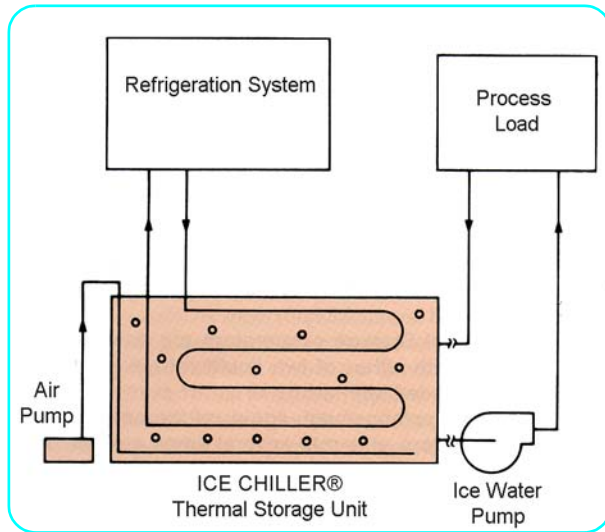 Refrigeration System
Process
Load
Air
Pump
ICE CHILLER®
Thermal Storage Unit
Ice Water
Pump